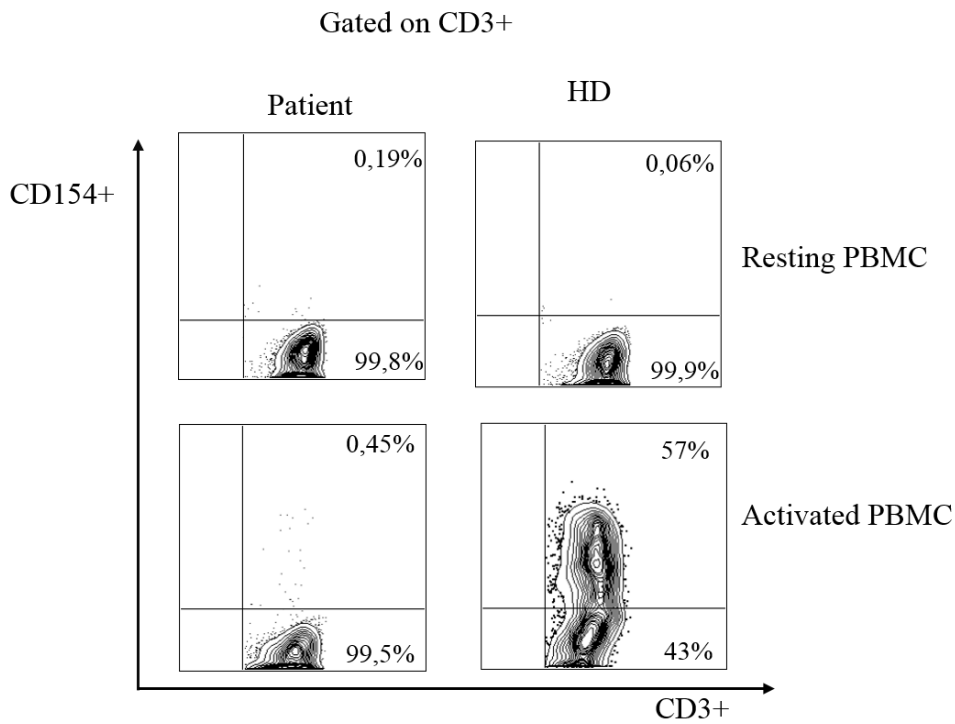 Gated on CD3+
Patient
HD
CD154+
0,19%
0,06%
Resting PBMC
99,8%
99,9%
0,45%
57%
Activated PBMC
99,5%
43%
CD3+